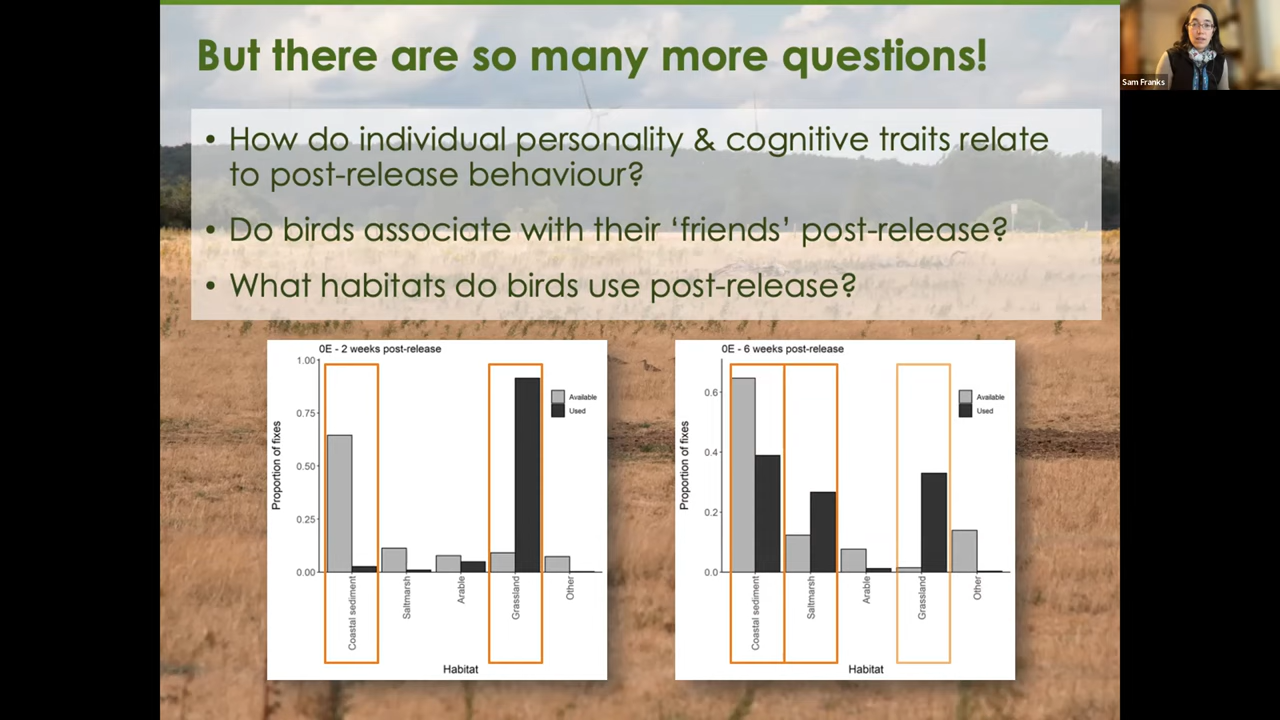 But there are so many more questions!
Sam Franks
• How do individual personality & cognitive traits relate
to post-release behaviour?
• Do birds associate with their ‘friends’ post-release?
• What habitats do birds use post-release?
0E - 2 weeks post-release
1.00
0.75
0.50
0.25
0.00
Proportion of fixes
Available
Used
Coastal sediment
Saltmarsh
Arable
Grassland
Other
Habitat
0E - 6 weeks post-release
0.6
0.4
0.2
0.0
Proportion of fixes
Available
Used
Coastal sediment
Saltmarsh
Arable
Grassland
Other
Habitat